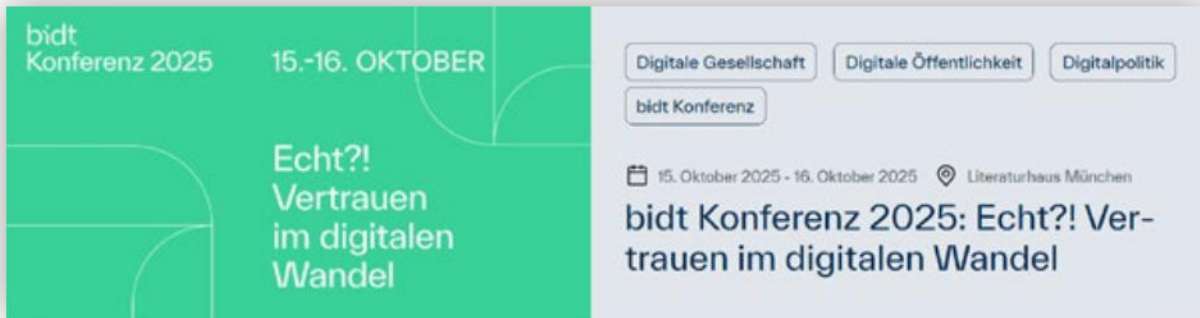 bidt
Konferenz 2025
15.-16. OKTOBER
Echt?!
Vertrauen
im digitalen
Wandel
Digitale Gesellschaft
Digitale Öffentlichkeit
Digitalpolitik
bidt Konferenz
15. Oktober 2025 - 16. Oktober 2025
Literaturhaus München
bidt Konferenz 2025: Echt?! Ver-
trauen im digitalen Wandel